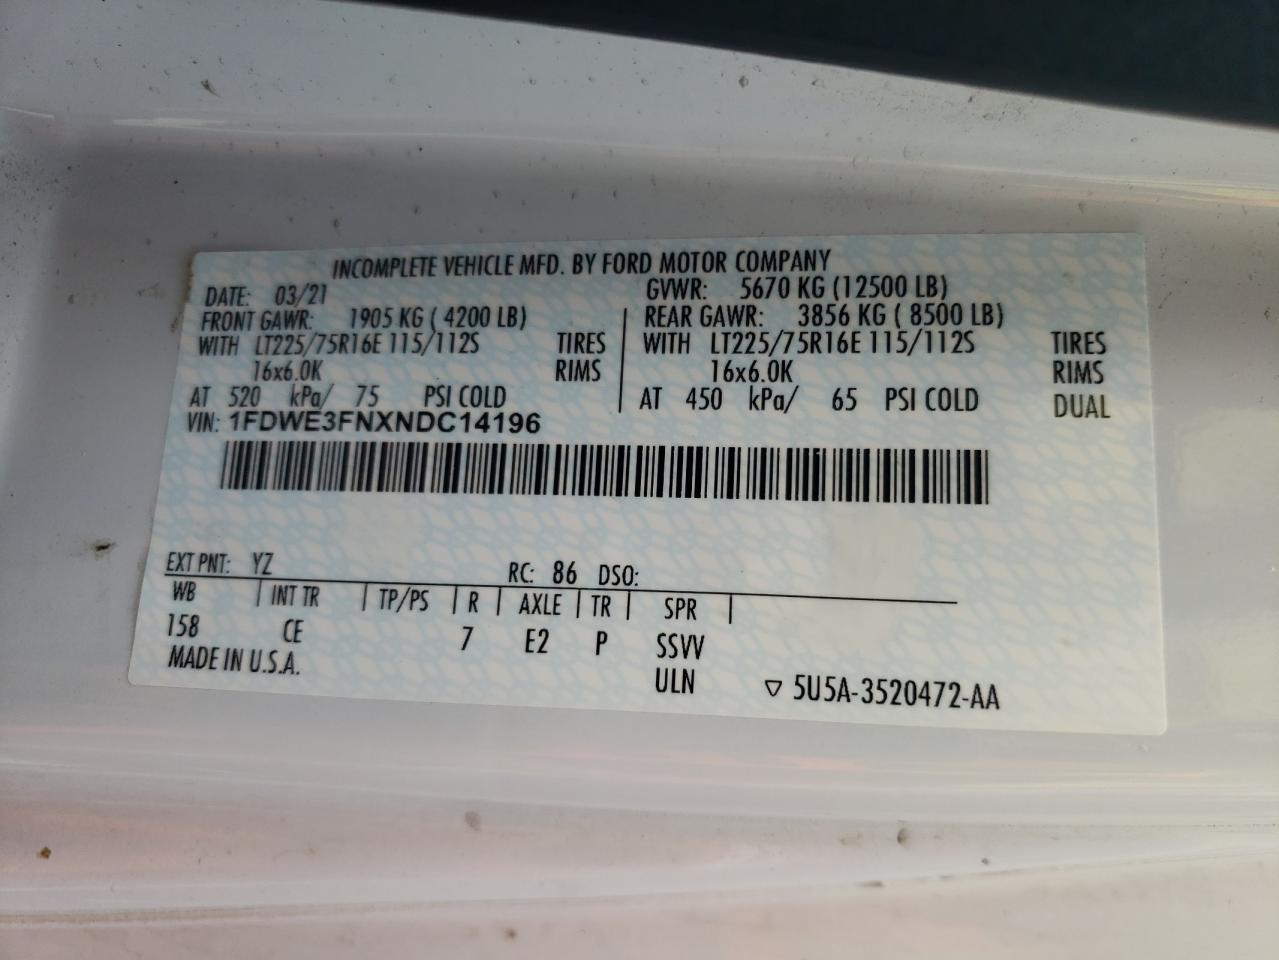 INCOMPLETE VEHICLE MFD. BY FORD MOTOR COMPANY
DATE: 03/21 GVWR: 5670 KG (12500 LB)
FRONT GAWR: 1905 KG ( 4200 LB) REAR GAWR: 3856 KG ( 8500 LB)
WITH LT225/75R16E 115/112S TIRES WITH LT225/75R16E 115/112S TIRES
16x6.0K RIMS 16x6.0K RIMS
AT 520 kPa/ 75 PSI COLD AT 450 kPa/ 65 PSI COLD DUAL
VIN: 1FDWE3FNXNDC14196
EXT PNT: YZ RC: 86 DSO:
WB INT TR TP/PS R AXLE TR SPR
158 CE 7 E2 P SSVV
MADE IN U.S.A. ULN ▽ 5U5A-3520472-AA